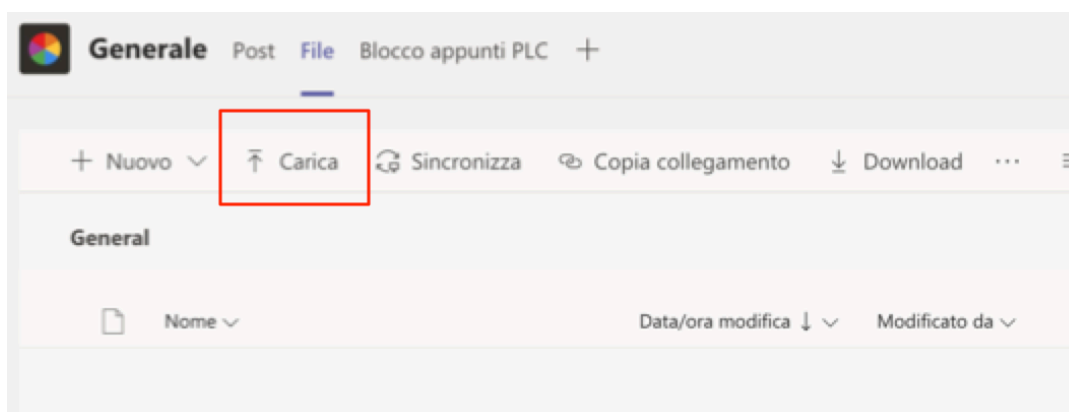 Generale Post File Blocco appunti PLC +
+ Nuovo Carica Sincronizza Copia collegamento Download ...
General
Nome Data/ora modifica ↓ Modificato da